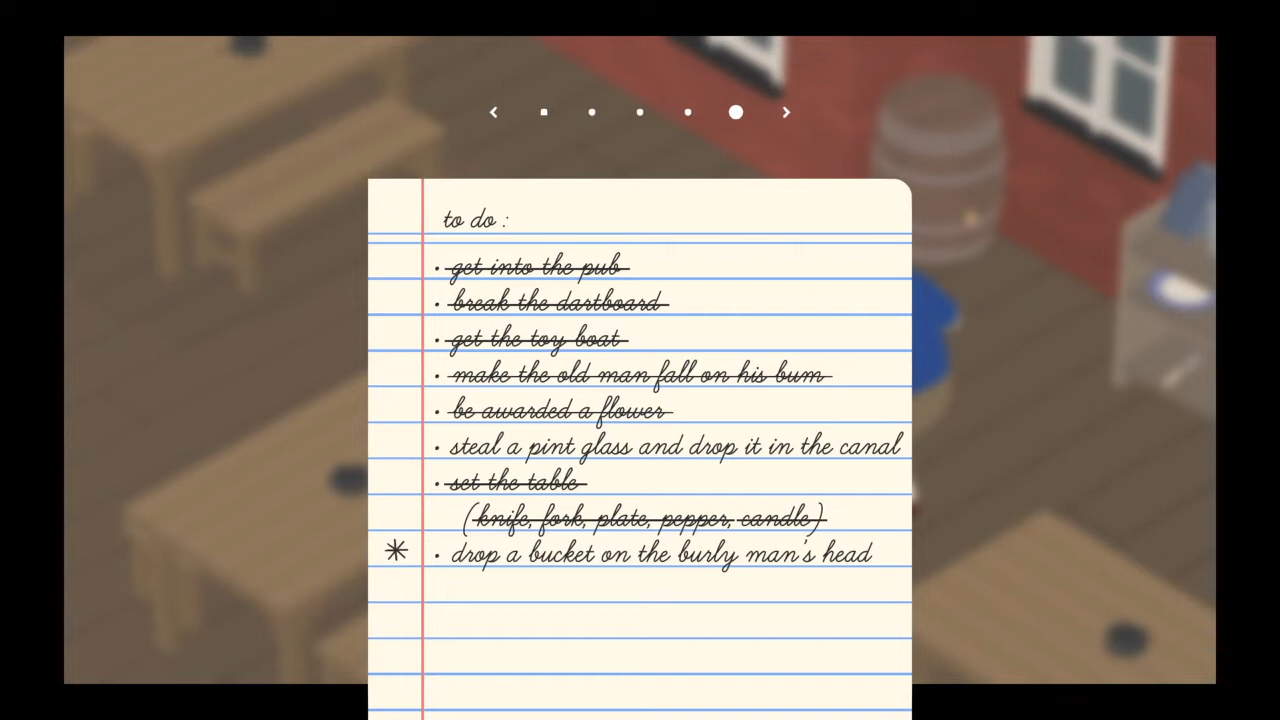 to do :
• get into the pub
• break the dartboard
• get the toy boat
• make the old man fall on his bum
• be awarded a flower
• steal a pint glass and drop it in the canal
• set the table
(knife, fork, plate, pepper, candle)
* • drop a bucket on the burly man's head